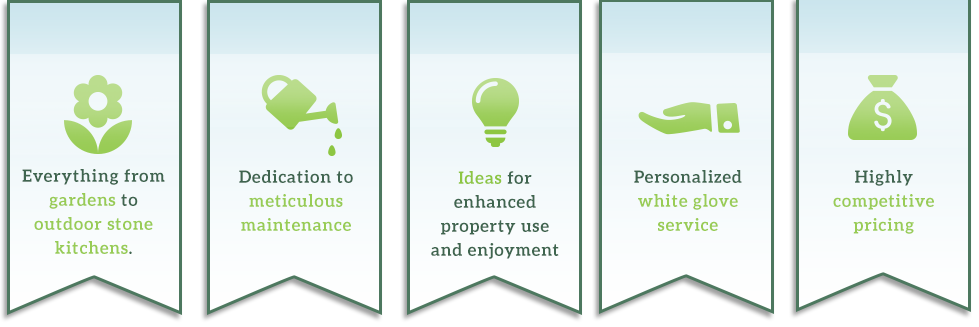 Everything from
gardens to
outdoor stone
kitchens.
Dedication to
meticulous
maintenance
Ideas for
enhanced
property use
and enjoyment
Personalized
white glove
service
$
Highly
competitive
pricing